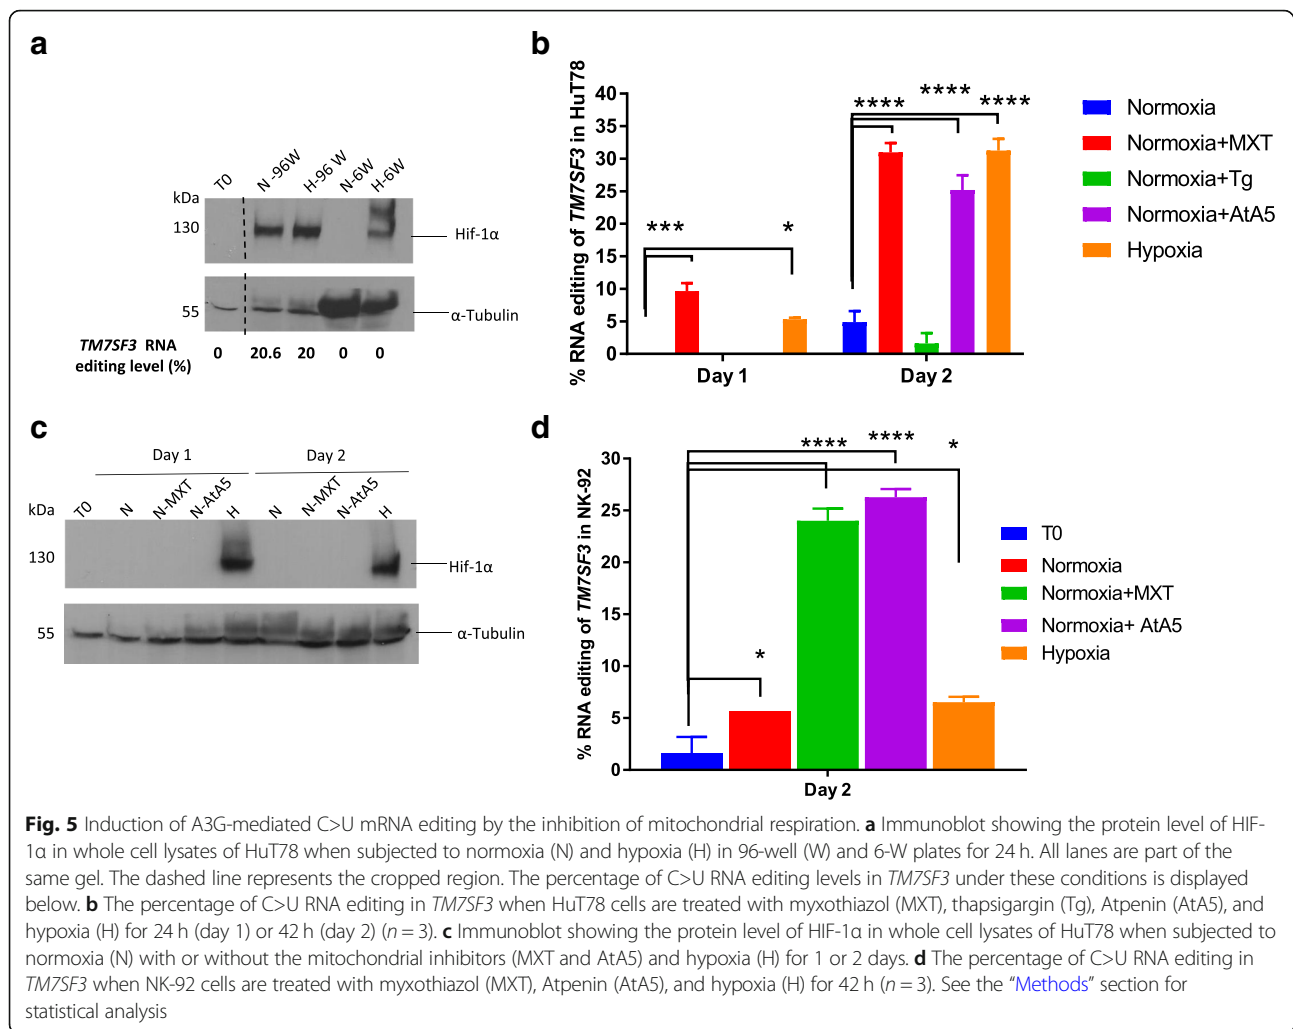 a
T0
N -96W
H-96 W
N-6W
H-6W
kDa
130
Hif-1α
55
α-Tubulin
TM7SF3 RNA
editing level (%)
0 20.6 20 0 0
b
% RNA editing of TM7SF3 in HuT78
40
35
30
25
20
15
10
5
0
***
*
****
****
****
Day 1
Day 2
Normoxia
Normoxia+MXT
Normoxia+Tg
Normoxia+AtA5
Hypoxia
c
Day 1
Day 2
kDa
T0
N
N-MXT
N-AtA5
H
N
N-MXT
N-AtA5
H
130
Hif-1α
55
α-Tubulin
d
% RNA editing of TM7SF3 in NK-92
30
25
20
15
10
5
0
*
****
****
*
Day 2
T0
Normoxia
Normoxia+MXT
Normoxia+ AtA5
Hypoxia
Fig. 5 Induction of A3G-mediated C>U mRNA editing by the inhibition of mitochondrial respiration. a Immunoblot showing the protein level of HIF-
1α in whole cell lysates of HuT78 when subjected to normoxia (N) and hypoxia (H) in 96-well (W) and 6-W plates for 24 h. All lanes are part of the
same gel. The dashed line represents the cropped region. The percentage of C>U RNA editing levels in TM7SF3 under these conditions is displayed
below. b The percentage of C>U RNA editing in TM7SF3 when HuT78 cells are treated with myxothiazol (MXT), thapsigargin (Tg), Atpenin (AtA5), and
hypoxia (H) for 24 h (day 1) or 42 h (day 2) (n = 3). c Immunoblot showing the protein level of HIF-1α in whole cell lysates of HuT78 when subjected to
normoxia (N) with or without the mitochondrial inhibitors (MXT and AtA5) and hypoxia (H) for 1 or 2 days. d The percentage of C>U RNA editing in
TM7SF3 when NK-92 cells are treated with myxothiazol (MXT), Atpenin (AtA5), and hypoxia (H) for 42 h (n = 3). See the “Methods” section for
statistical analysis